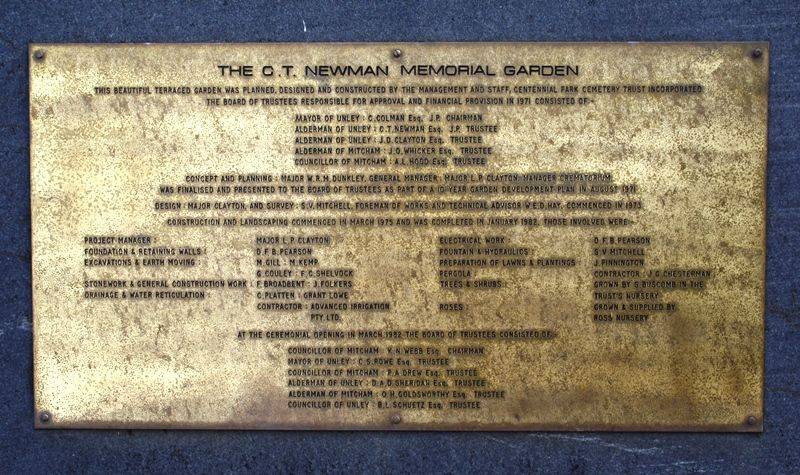 THE C.T. NEWMAN MEMORIAL GARDEN
THIS BEAUTIFUL TERRACED GARDEN WAS PLANNED, DESIGNED AND CONSTRUCTED BY THE MANAGEMENT AND STAFF, CENTENNIAL PARK CEMETERY TRUST INCORPORATED.
THE BOARD OF TRUSTEES RESPONSIBLE FOR APPROVAL AND FINANCIAL PROVISION IN 1971 CONSISTED OF:-
MAYOR OF UNLEY : C.COLMAN Esq. J.P. CHAIRMAN
ALDERMAN OF UNLEY : C.T.NEWMAN Esq. J.P. TRUSTEE
ALDERMAN OF UNLEY : J.D.CLAYTON Esq. TRUSTEE
ALDERMAN OF MITCHAM : J.O.WHICKER Esq. TRUSTEE
COUNCILLOR OF MITCHAM : A.L.HOOD Esq. TRUSTEE
CONCEPT AND PLANNING : MAJOR W.R.M.DUNKLEY, GENERAL MANAGER; MAJOR L.P.CLAYTON, MANAGER CREMATORIUM
WAS FINALISED AND PRESENTED TO THE BOARD OF TRUSTEES AS PART OF A 10 YEAR GARDEN DEVELOPMENT PLAN IN AUGUST 1971
DESIGN : MAJOR CLAYTON, AND SURVEY : S.V.MITCHELL, FOREMAN OF WORKS AND TECHNICAL ADVISOR W.E.D.HAY, COMMENCED IN 1973.
CONSTRUCTION AND LANDSCAPING COMMENCED IN MARCH 1975 AND WAS COMPLETED IN JANUARY 1982, THOSE INVOLVED WERE:-
PROJECT MANAGER : MAJOR L.P.CLAYTON ELECTRICAL WORK : D.F.B.PEARSON
FOUNDATION & RETAINING WALLS : D.F.B.PEARSON FOUNTAIN & HYDRAULICS : S.V.MITCHELL
EXCAVATIONS & EARTH MOVING : M.GILL : M.KEMP PREPARATION OF LAWNS & PLANTINGS : J.PINNINGTON
G.COULEY : F.C.SHELVOCK PERGOLA : CONTRACTOR : J.G.CHESTERMAN
STONEWORK & GENERAL CONSTRUCTION WORK : F.BROADBENT : J.FOLKERS TREES & SHRUBS : GROWN BY S.BUSCOMB IN THE
DRAINAGE & WATER RETICULATION : C.PLATTEN : GRANT LOWE TRUST'S NURSERY
CONTRACTOR : ADVANCED IRRIGATION ROSES : GROWN & SUPPLIED BY
PTY LTD. ROSS NURSERY
AT THE CEREMONIAL OPENING IN MARCH 1982 THE BOARD OF TRUSTEES CONSISTED OF:-
COUNCILLOR OF MITCHAM : K.N.WEBB Esq. CHAIRMAN
MAYOR OF UNLEY : C.S.ROWE Esq. TRUSTEE
COUNCILLOR OF MITCHAM : P.A.DREW Esq. TRUSTEE
ALDERMAN OF UNLEY : D.A.D.SHERIDAN Esq. TRUSTEE
ALDERMAN OF MITCHAM : O.H.GOLDSWORTHY Esq. TRUSTEE
COUNCILLOR OF UNLEY : B.L.SCHUETZ Esq. TRUSTEE